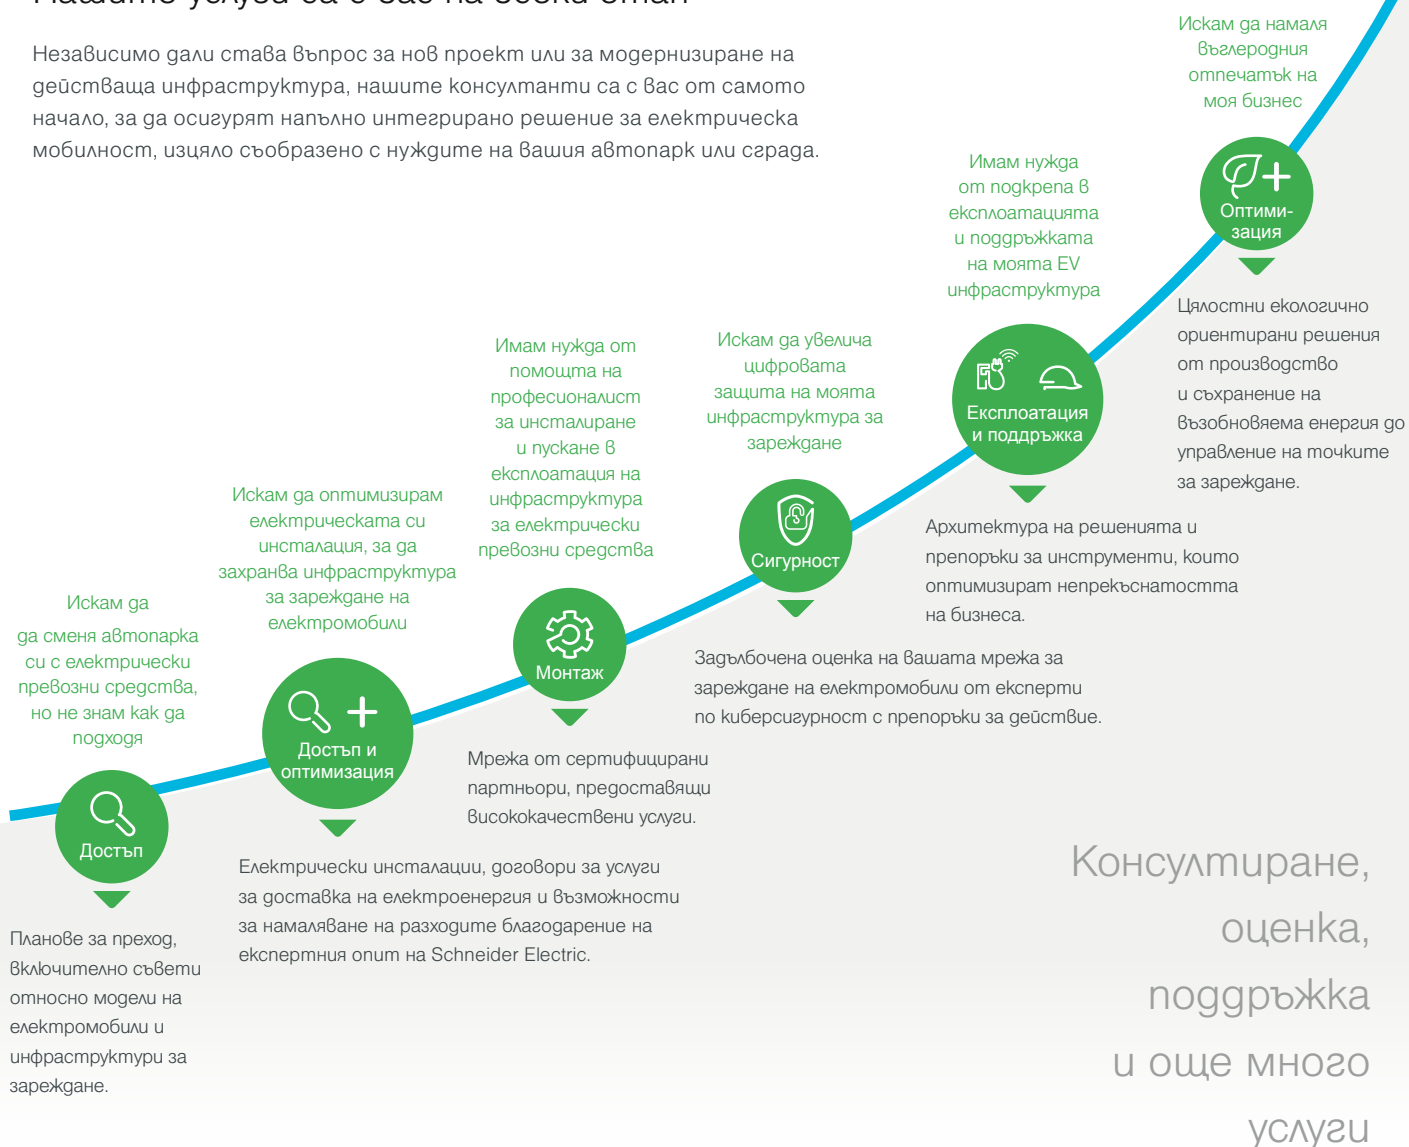 Нашите услуги са с вас на всеки етап
Независимо дали става въпрос за нов проект или за модернизиране на
действаща инфраструктура, нашите консултанти са с вас от самото
начало, за да осигурят напълно интегрирано решение за електрическа
мобилност, изцяло съобразено с нуждите на вашия автопарк или сграда.
Искам да
да сменя автопарка
си с електрически
превозни средства,
но не знам как да
подходя
Достъп
Планове за преход,
включително съвети
относно модели на
електромобили и
инфраструктури за
зареждане.
Искам да оптимизирам
електрическата си
инсталация, за да
захранва инфраструктура
за зареждане на
електромобили
Достъп и
оптимизация
Електрически инсталации, договори за услуги
за доставка на електроенергия и възможности
за намаляване на разходите благодарение на
експертния опит на Schneider Electric.
Имам нужда от
помощта на
професионалист
за инсталиране
и пускане в
експлоатация на
инфраструктура
за електрически
превозни средства
Монтаж
Мрежа от сертифицирани
партньори, предоставящи
висококачествени услуги.
Искам да увелича
цифровата
защита на моята
инфраструктура за
зареждане
Сигурност
Задълбочена оценка на вашата мрежа за
зареждане на електромобили от експерти
по киберсигурност с препоръки за действие.
Имам нужда
от подкрепа в
експлоатацията
и поддръжката
на моята EV
инфраструктура
Експлоатация
и поддръжка
Архитектура на решенията и
препоръки за инструменти, които
оптимизират непрекъснатостта
на бизнеса.
Искам да намаля
въглеродния
отпечатък на
моя бизнес
Оптими-
зация
Цялостни екологично
ориентирани решения
от производство
и съхранение на
възобновяема енергия до
управление на точките
за зареждане.
Консултиране,
оценка,
поддръжка
и още много
услуги